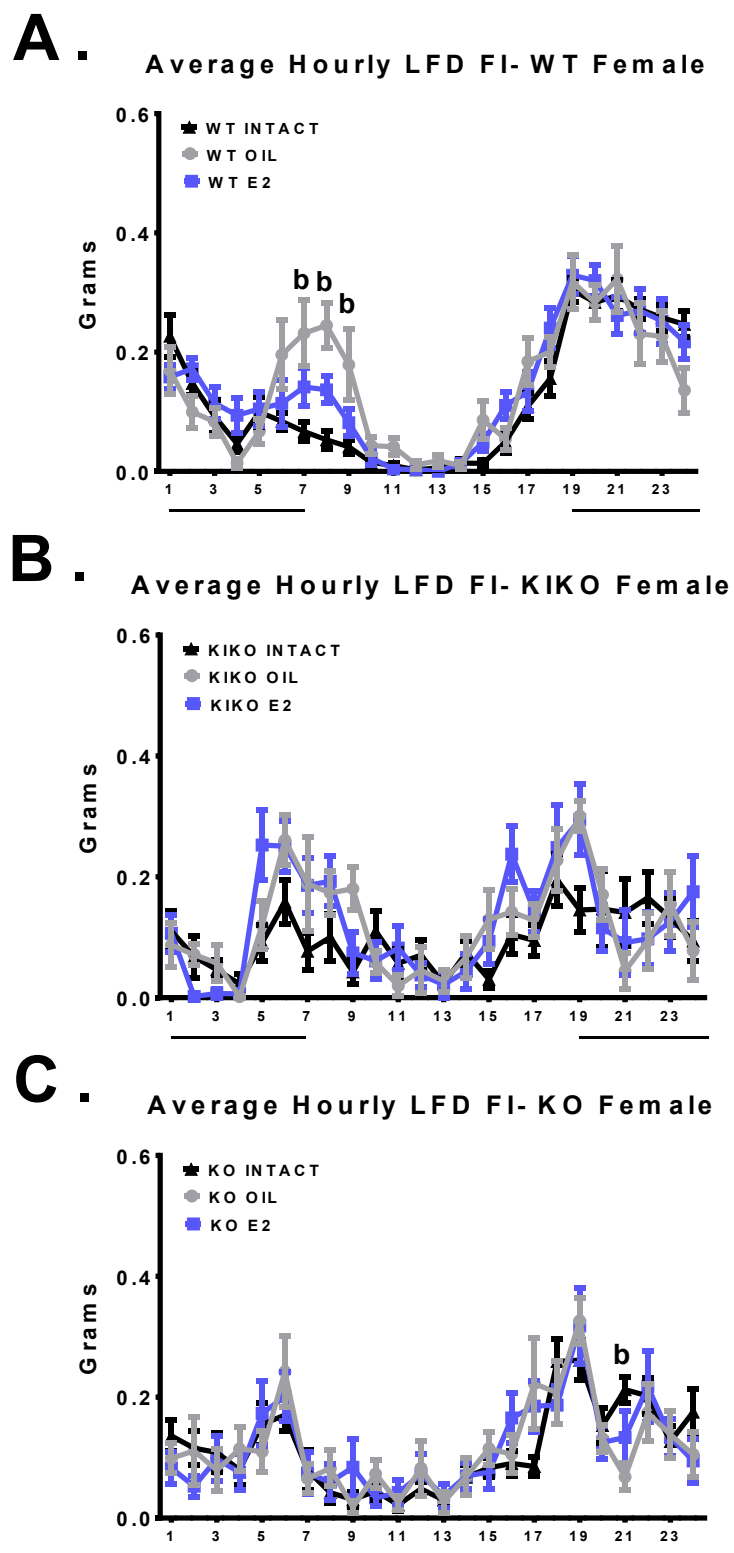 A.
Average Hourly LFD FI- WT Female
0.6
WT INTACT
WT OIL
WT E2
0.4
Grams
b b b
0.2
0.0
1 3 5 7 9 11 13 15 17 19 21 23
B.
Average Hourly LFD FI- KIKO Female
0.6
KIKO INTACT
KIKO OIL
KIKO E2
0.4
Grams
0.2
0.0
1 3 5 7 9 11 13 15 17 19 21 23
C.
Average Hourly LFD FI- KO Female
0.6
KO INTACT
KO OIL
KO E2
0.4
Grams
b
0.2
0.0
1 3 5 7 9 11 13 15 17 19 21 23